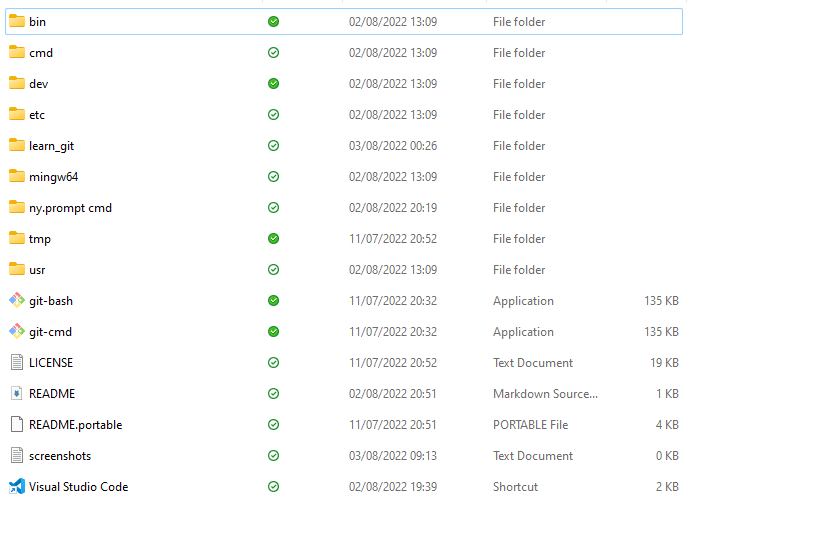 bin 02/08/2022 13:09 File folder
cmd 02/08/2022 13:09 File folder
dev 02/08/2022 13:09 File folder
etc 02/08/2022 13:09 File folder
learn_git 03/08/2022 00:26 File folder
mingw64 02/08/2022 13:09 File folder
ny.prompt cmd 02/08/2022 20:19 File folder
tmp 11/07/2022 20:52 File folder
usr 02/08/2022 13:09 File folder
git-bash 11/07/2022 20:32 Application 135 KB
git-cmd 11/07/2022 20:32 Application 135 KB
LICENSE 11/07/2022 20:52 Text Document 19 KB
README 02/08/2022 20:51 Markdown Source... 1 KB
README.portable 11/07/2022 20:51 PORTABLE File 4 KB
screenshots 03/08/2022 09:13 Text Document 0 KB
Visual Studio Code 02/08/2022 19:39 Shortcut 2 KB